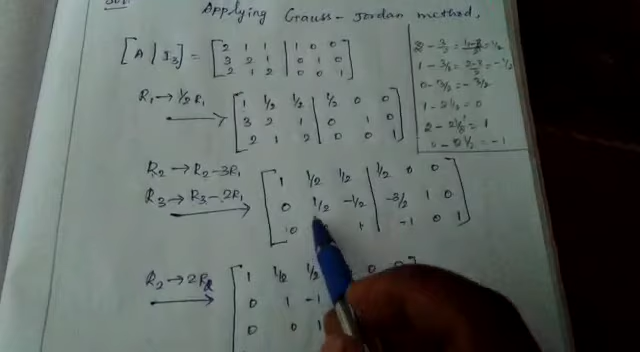 Sol.
Applying Gauss-Jordan method,
[A | I3] = [ 2 1 1 | 1 0 0
3 2 1 | 0 1 0
2 1 2 | 0 0 1 ]
2 - 3/2 = 1/2
1 - 3/2 = 2-3/2 = -1/2
0 - 3/2 = -3/2
1 - 2 1/2 = 0
2 - 2 1/2 = 1
0 - 2 1/2 = -1
R1 → 1/2 R1
[ 1 1/2 1/2 | 1/2 0 0
3 2 1 | 0 1 0
2 1 2 | 0 0 1 ]
R2 → R2 - 3R1
R3 → R3 - 2R1
[ 1 1/2 1/2 | 1/2 0 0
0 1/2 -1/2 | -3/2 1 0
0 1 | -1 0 1 ]
R2 → 2R2
[ 1 1/2 1/2 0 0 ]
0 1 -1
0 0 1